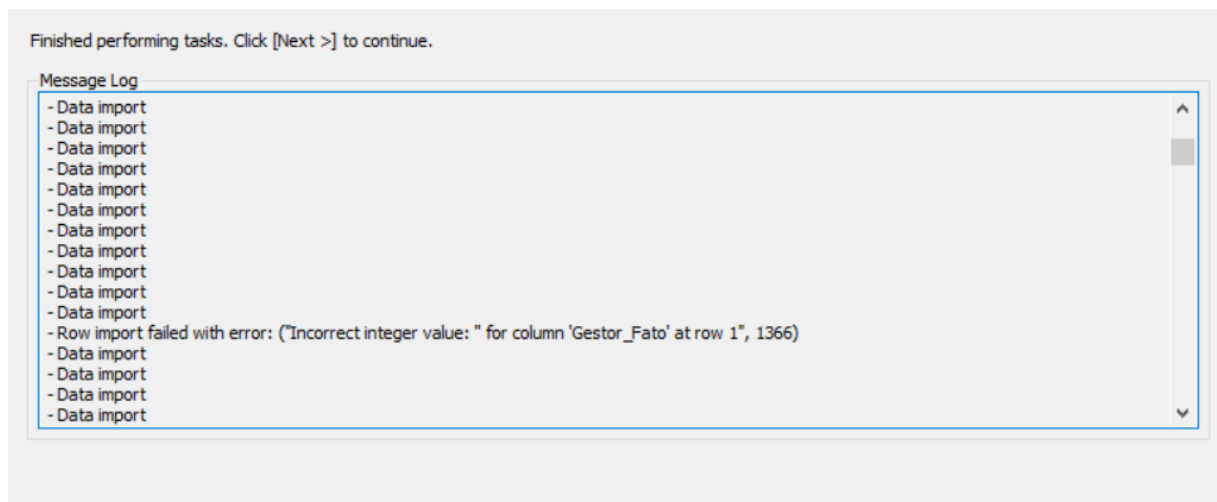 Finished performing tasks. Click [Next >] to continue.
Message Log
- Data import
- Data import
- Data import
- Data import
- Data import
- Data import
- Data import
- Data import
- Data import
- Data import
- Data import
- Row import failed with error: ("Incorrect integer value: '' for column 'Gestor_Fato' at row 1", 1366)
- Data import
- Data import
- Data import
- Data import